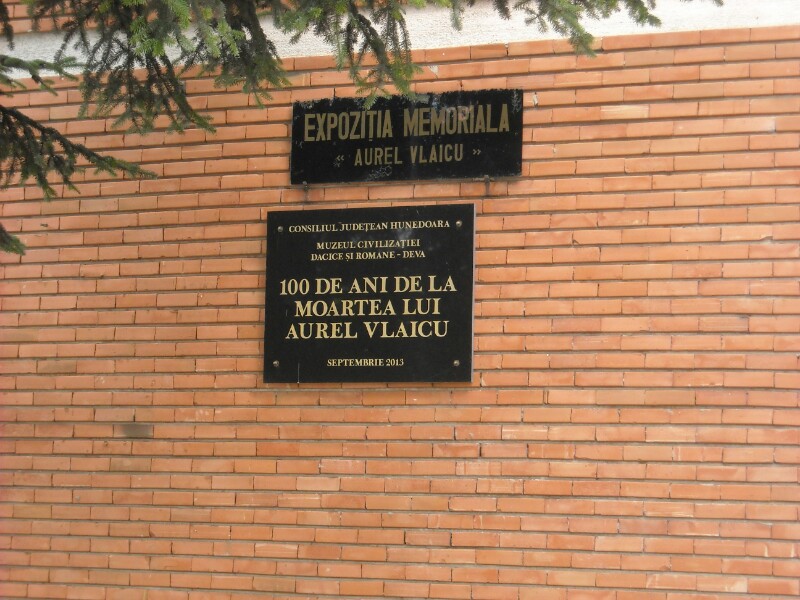 EXPOZIȚIA MEMORIALA
« AUREL VLAICU »
CONSILIUL JUDEȚEAN HUNEDOARA
MUZEUL CIVILIZAȚIEI
DACICE ȘI ROMANE - DEVA
100 DE ANI DE LA
MOARTEA LUI
AUREL VLAICU
SEPTEMBRIE 2013